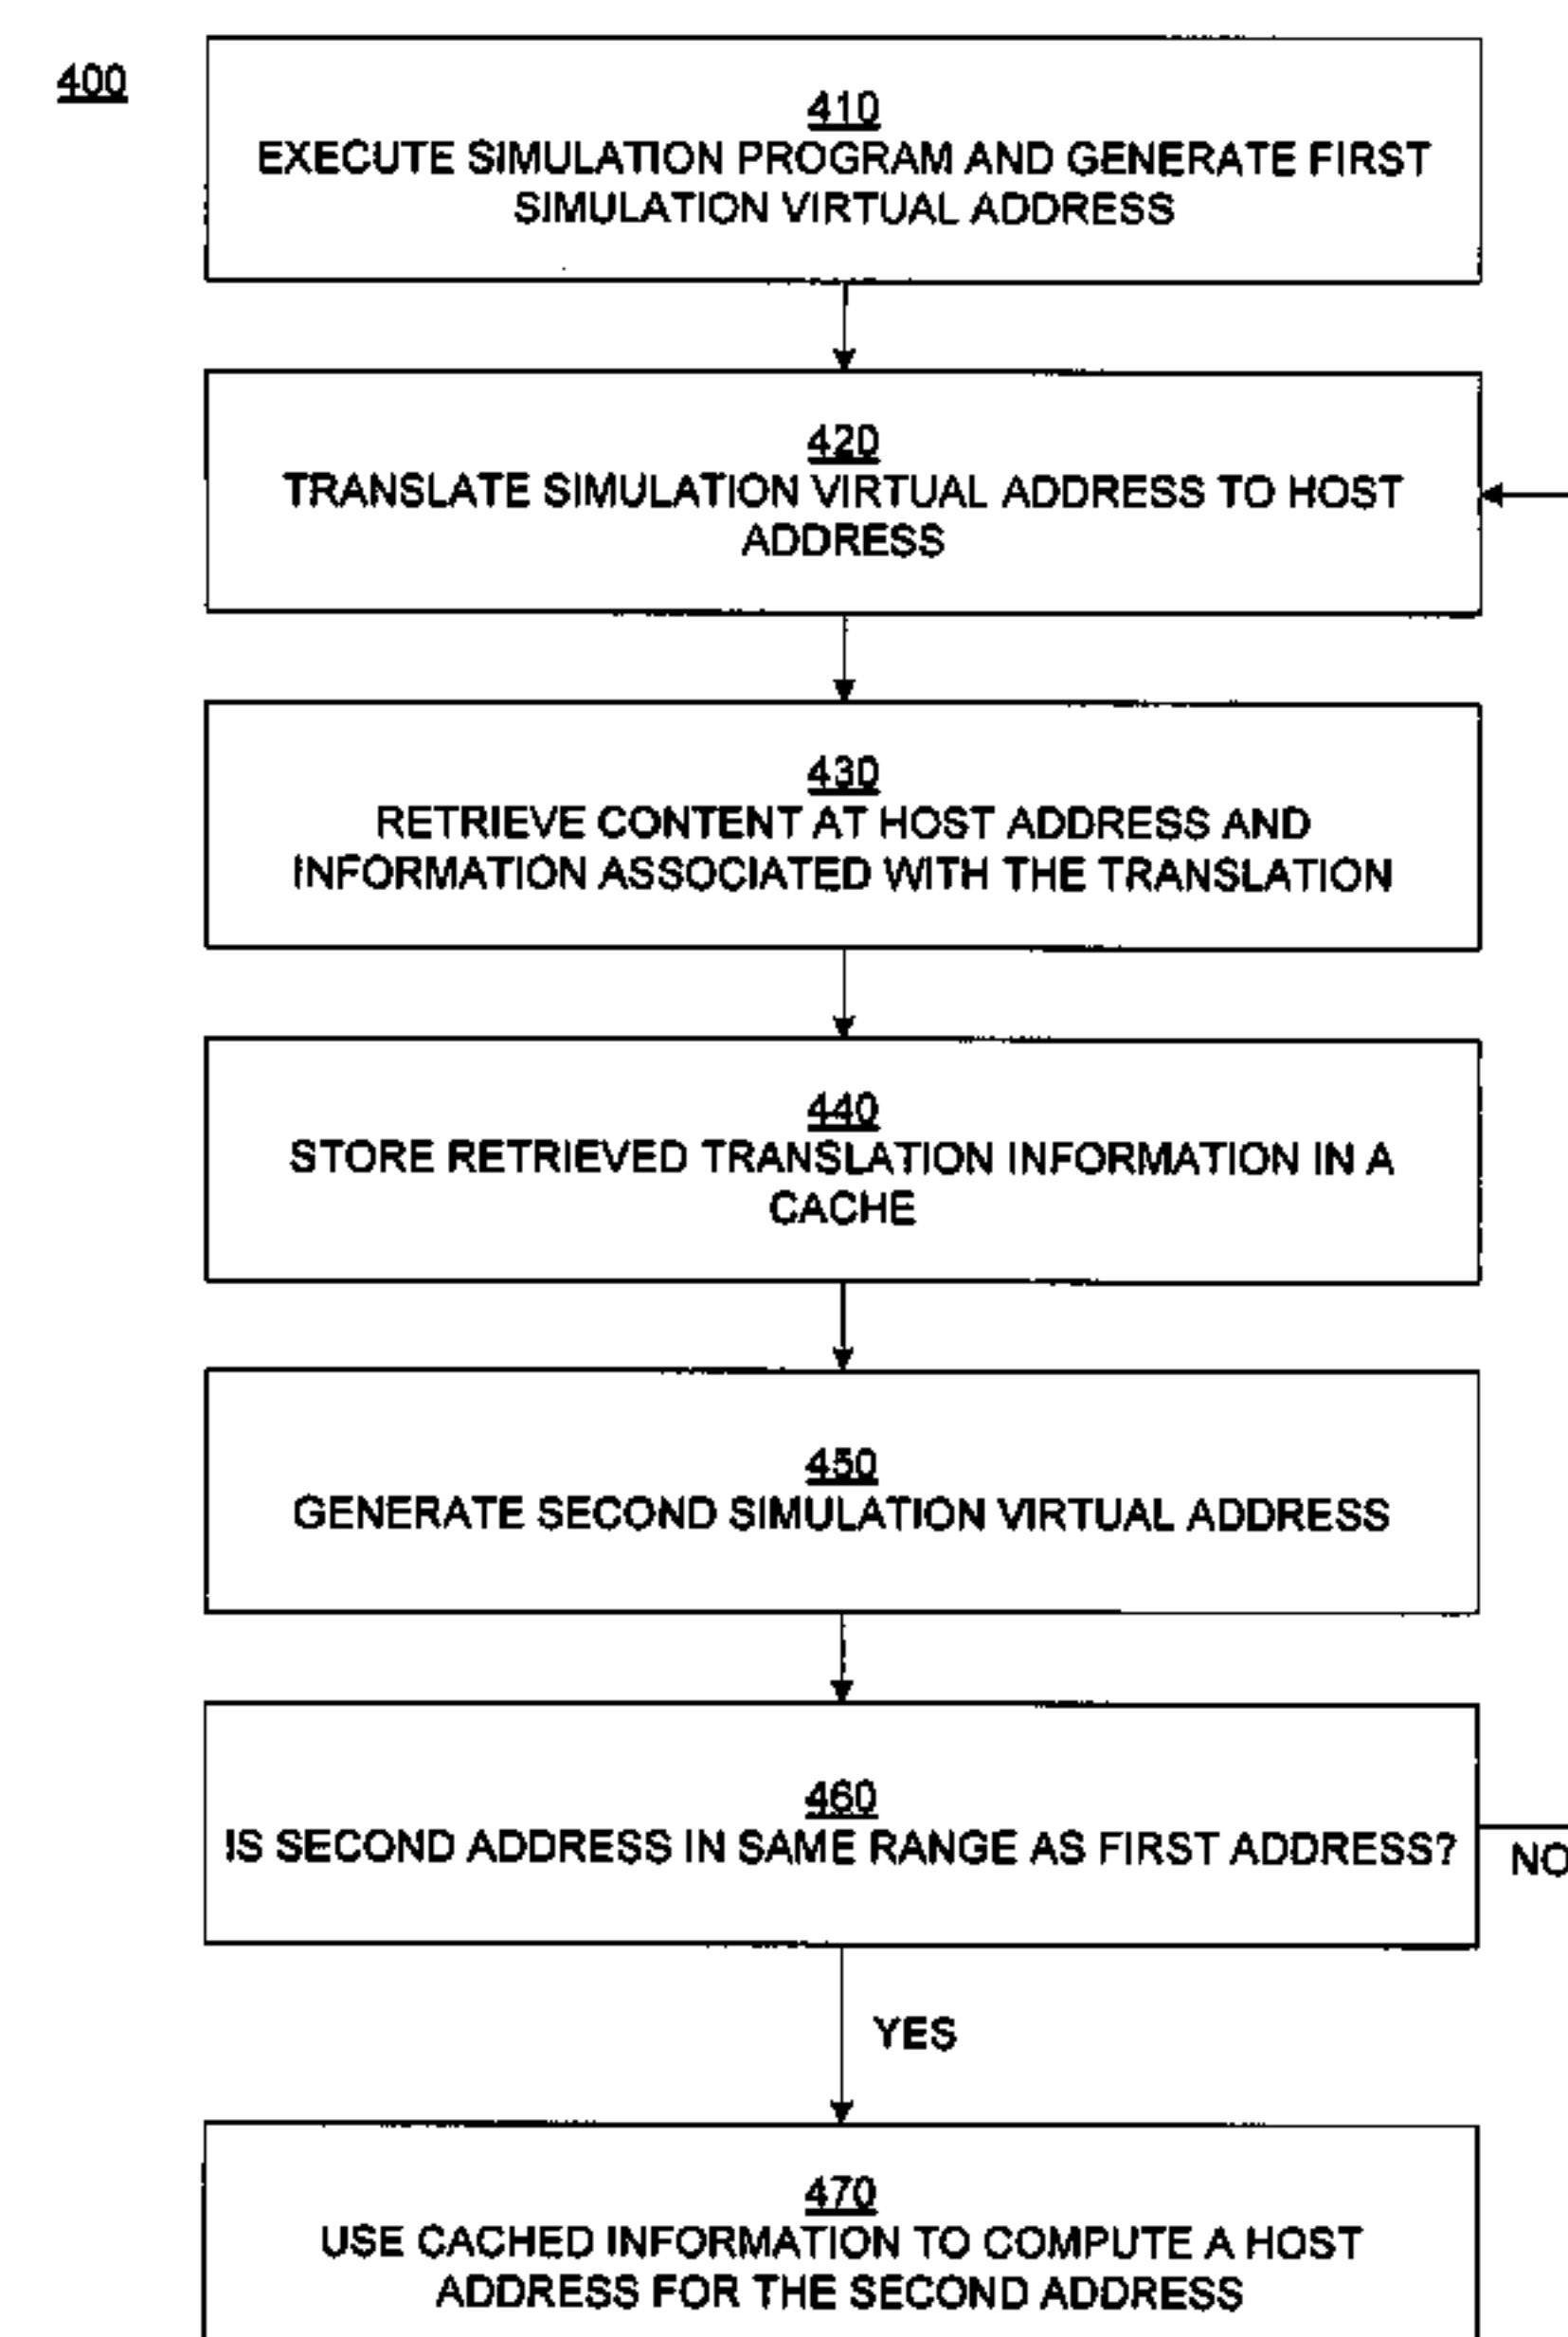 400
410
EXECUTE SIMULATION PROGRAM AND GENERATE FIRST
SIMULATION VIRTUAL ADDRESS
420
TRANSLATE SIMULATION VIRTUAL ADDRESS TO HOST
ADDRESS
430
RETRIEVE CONTENT AT HOST ADDRESS AND
INFORMATION ASSOCIATED WITH THE TRANSLATION
440
STORE RETRIEVED TRANSLATION INFORMATION IN A
CACHE
450
GENERATE SECOND SIMULATION VIRTUAL ADDRESS
460
IS SECOND ADDRESS IN SAME RANGE AS FIRST ADDRESS?
NO
YES
470
USE CACHED INFORMATION TO COMPUTE A HOST
ADDRESS FOR THE SECOND ADDRESS